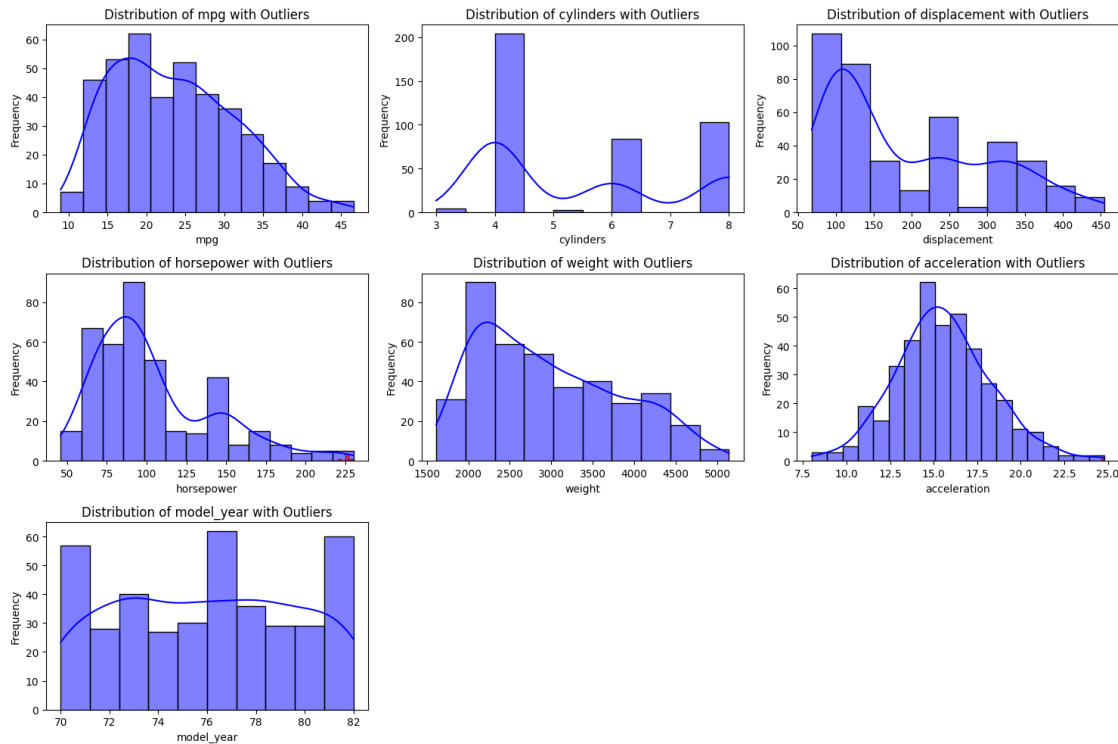 Distribution of mpg with Outliers
Frequency
60
50
40
30
20
10
0
10 15 20 25 30 35 40 45
mpg
Distribution of cylinders with Outliers
Frequency
200
150
100
50
0
3 4 5 6 7 8
cylinders
Distribution of displacement with Outliers
Frequency
100
80
60
40
20
0
50 100 150 200 250 300 350 400 450
displacement
Distribution of horsepower with Outliers
Frequency
80
60
40
20
0
50 75 100 125 150 175 200 225
horsepower
Distribution of weight with Outliers
Frequency
80
60
40
20
0
1500 2000 2500 3000 3500 4000 4500 5000
weight
Distribution of acceleration with Outliers
Frequency
60
50
40
30
20
10
0
7.5 10.0 12.5 15.0 17.5 20.0 22.5 25.0
acceleration
Distribution of model_year with Outliers
Frequency
60
50
40
30
20
10
0
70 72 74 76 78 80 82
model_year